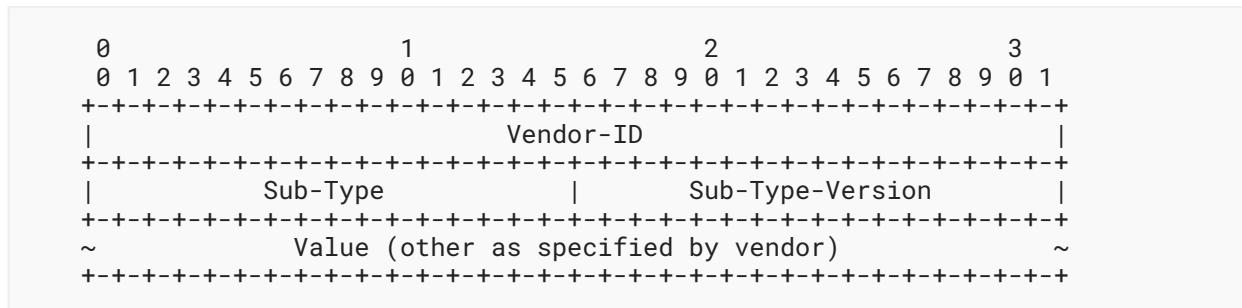 0                   1                   2                   3
 0 1 2 3 4 5 6 7 8 9 0 1 2 3 4 5 6 7 8 9 0 1 2 3 4 5 6 7 8 9 0 1
+-+-+-+-+-+-+-+-+-+-+-+-+-+-+-+-+-+-+-+-+-+-+-+-+-+-+-+-+-+-+-+-+
|                           Vendor-ID                           |
+-+-+-+-+-+-+-+-+-+-+-+-+-+-+-+-+-+-+-+-+-+-+-+-+-+-+-+-+-+-+-+-+
|           Sub-Type            |       Sub-Type-Version        |
+-+-+-+-+-+-+-+-+-+-+-+-+-+-+-+-+-+-+-+-+-+-+-+-+-+-+-+-+-+-+-+-+
~             Value (other as specified by vendor)              ~
+-+-+-+-+-+-+-+-+-+-+-+-+-+-+-+-+-+-+-+-+-+-+-+-+-+-+-+-+-+-+-+-+